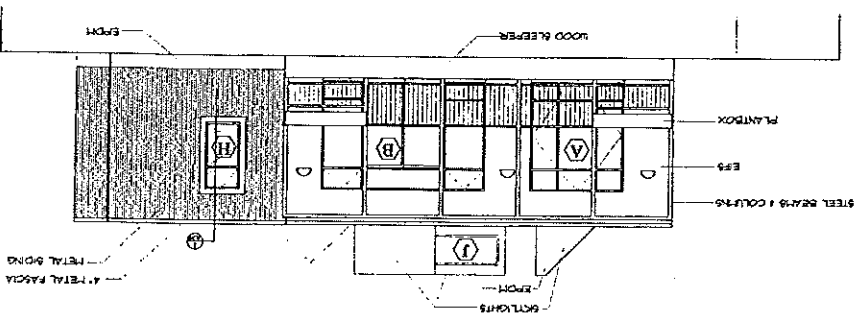 EPDM
WOOD SLEEPER
PLANTBOX
H
B
A
EIFS
STEEL BEAMS & COLUMNS
METAL SIDING
4" METAL FASCIA
J
EPDM
SKYLIGHTS